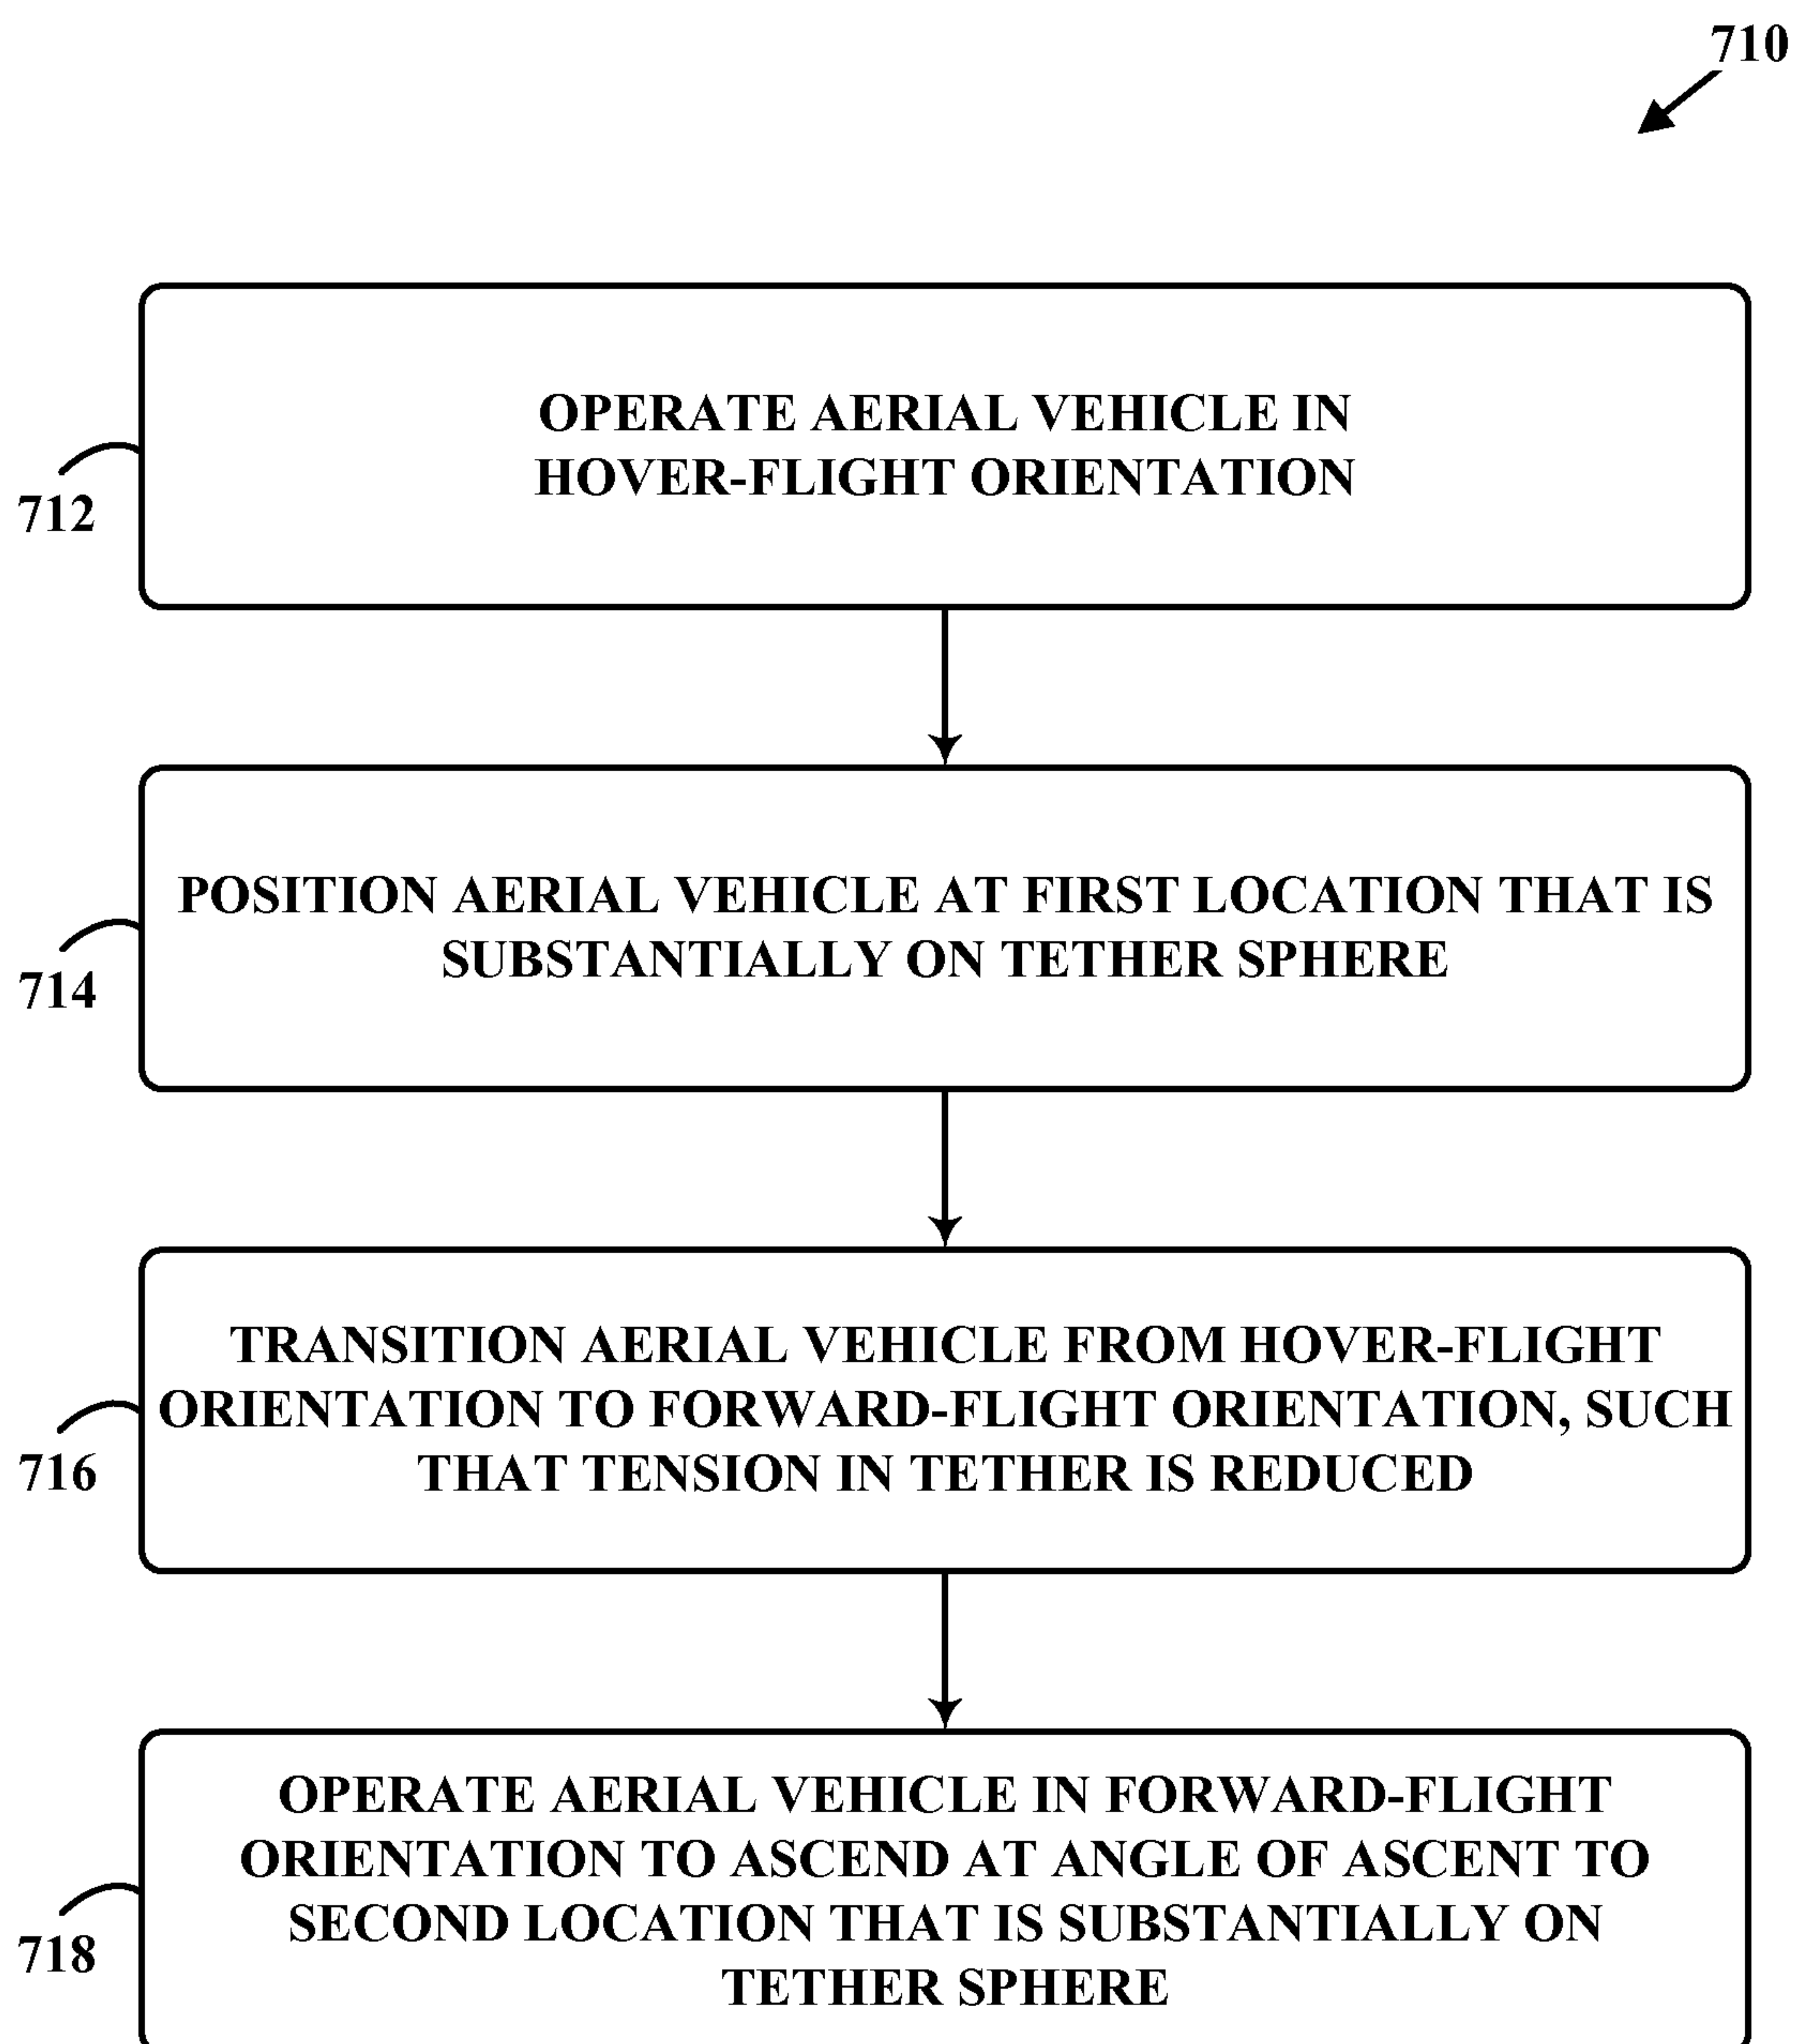 710
OPERATE AERIAL VEHICLE IN
HOVER-FLIGHT ORIENTATION
712
POSITION AERIAL VEHICLE AT FIRST LOCATION THAT IS
SUBSTANTIALLY ON TETHER SPHERE
714
TRANSITION AERIAL VEHICLE FROM HOVER-FLIGHT
ORIENTATION TO FORWARD-FLIGHT ORIENTATION, SUCH
THAT TENSION IN TETHER IS REDUCED
716
OPERATE AERIAL VEHICLE IN FORWARD-FLIGHT
ORIENTATION TO ASCEND AT ANGLE OF ASCENT TO
SECOND LOCATION THAT IS SUBSTANTIALLY ON
TETHER SPHERE
718